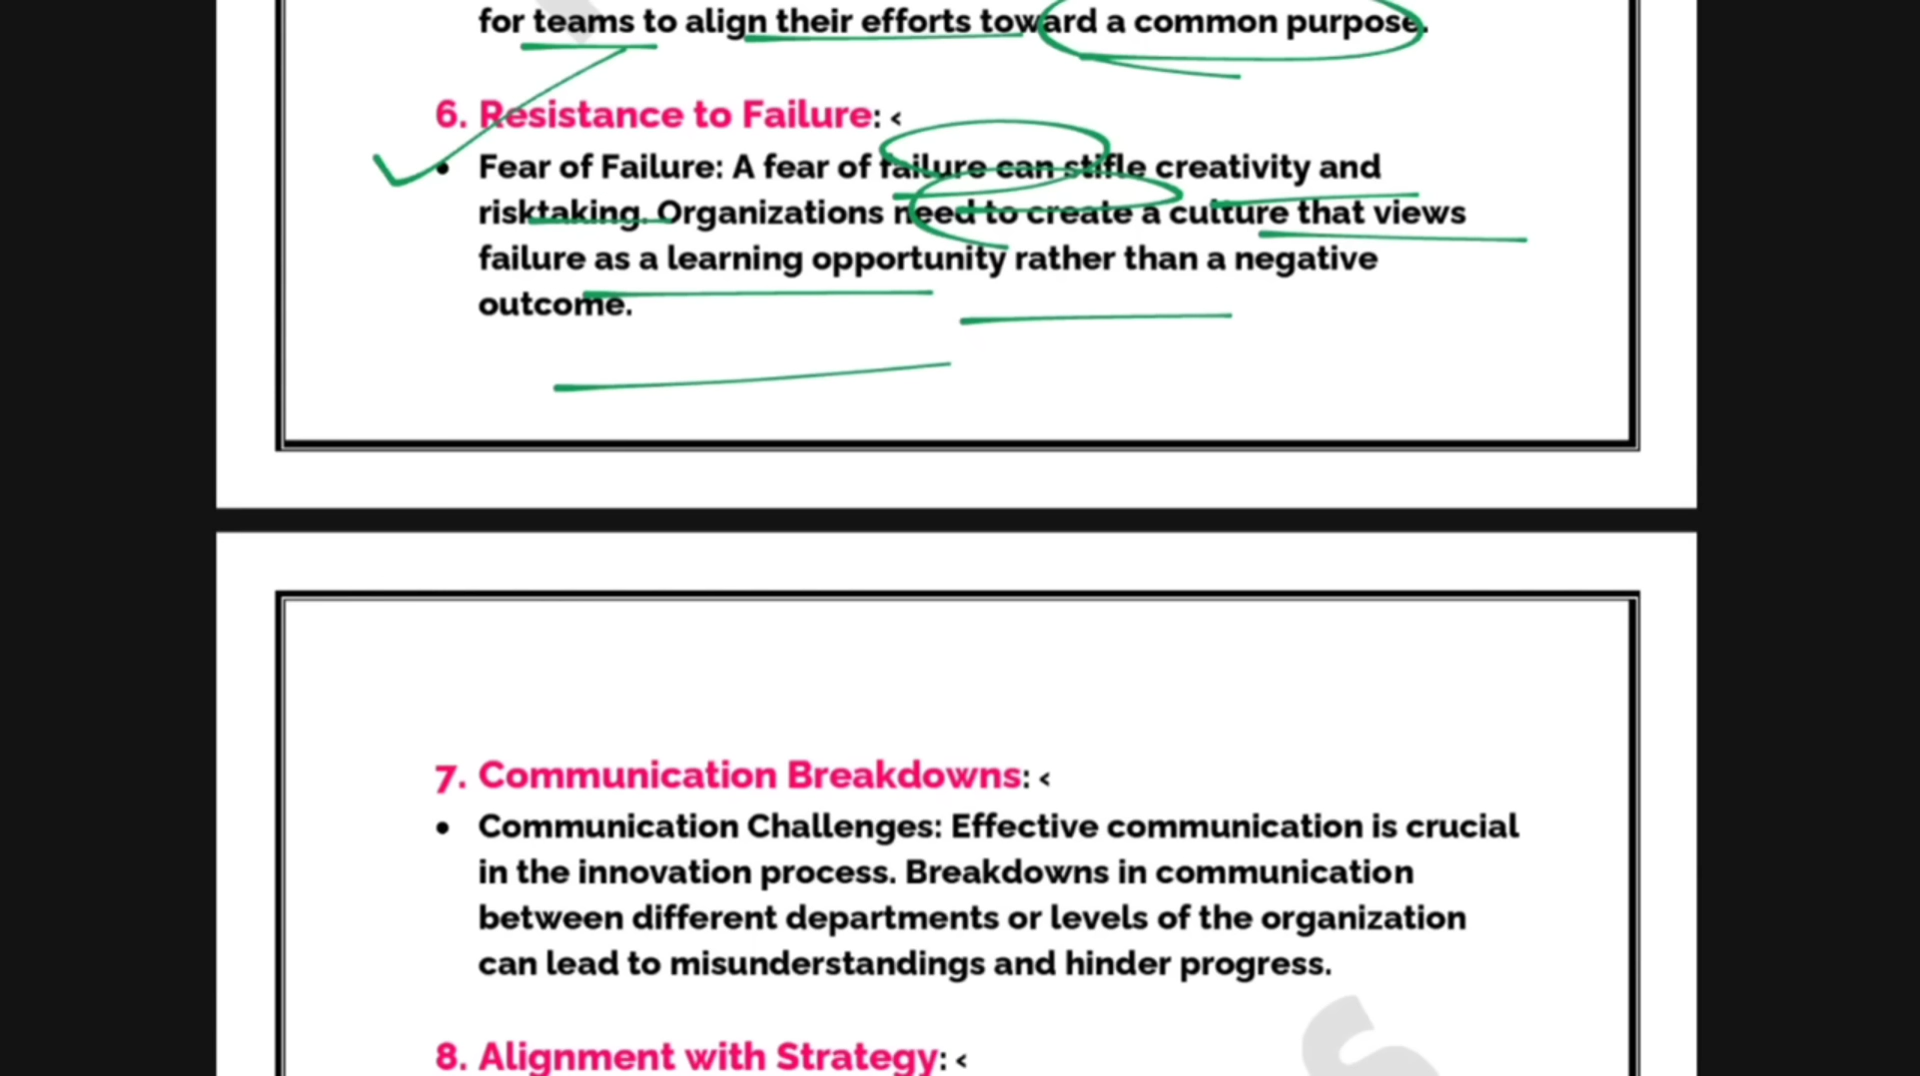 for teams to align their efforts toward a common purpose.
6. Resistance to Failure: ‹
• Fear of Failure: A fear of failure can stifle creativity and
risktaking. Organizations need to create a culture that views
failure as a learning opportunity rather than a negative
outcome.
7. Communication Breakdowns: ‹
• Communication Challenges: Effective communication is crucial
in the innovation process. Breakdowns in communication
between different departments or levels of the organization
can lead to misunderstandings and hinder progress.
8. Alignment with Strategy: ‹